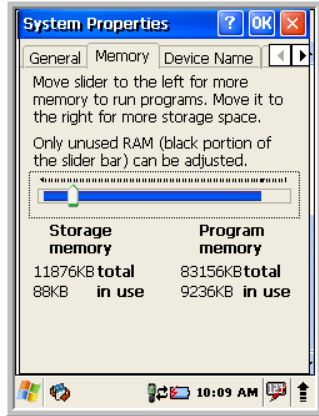 System Properties ? OK ×
General Memory Device Name
Move slider to the
left for more
memory to run programs. Move it to
the right for more storage space.
Only unused RAM (black portion of
the slider bar) can be adjusted.
Storage memory
Program memory
11876KB total 83156KB total
88KB in use 9236KB in use
10:09 AM